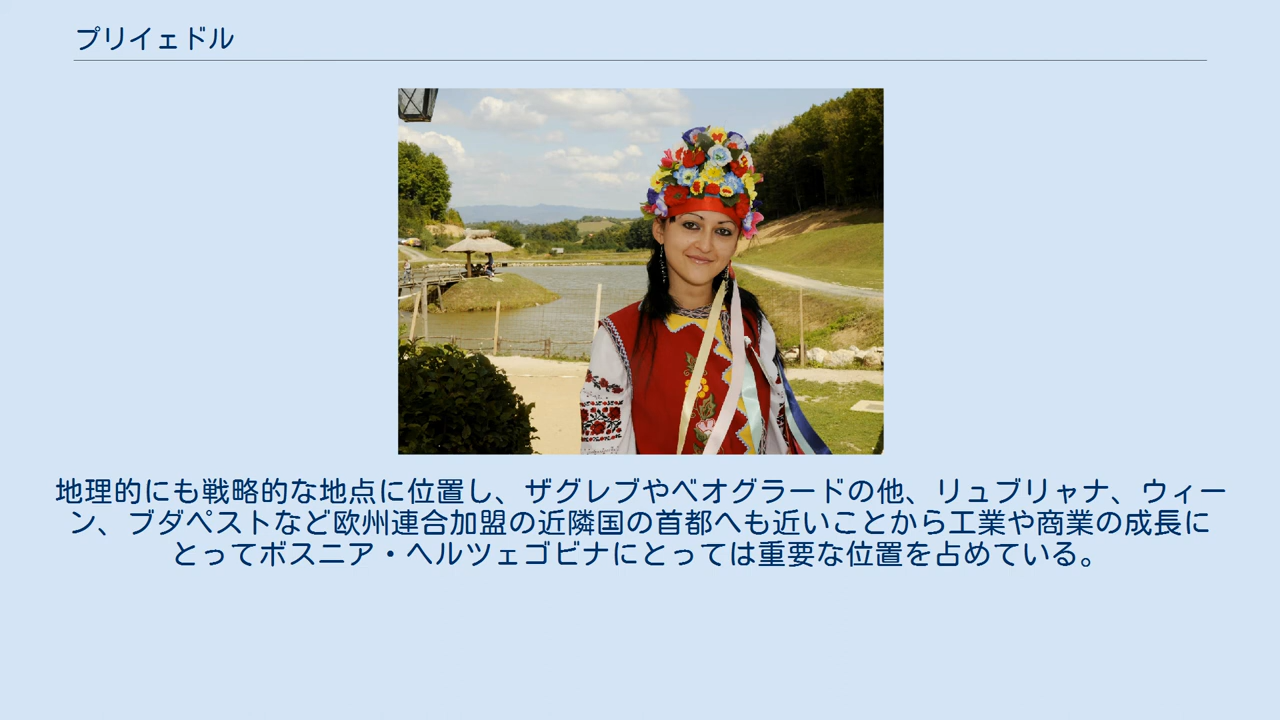 プリイェドル
地理的にも戦略的な地点に位置し、ザグレブやベオグラードの他、リュブリャナ、ウィー
ン、ブダペストなど欧州連合加盟の近隣国の首都へも近いことから工業や商業の成長に
とってボスニア・ヘルツェゴビナにとっては重要な位置を占めている。